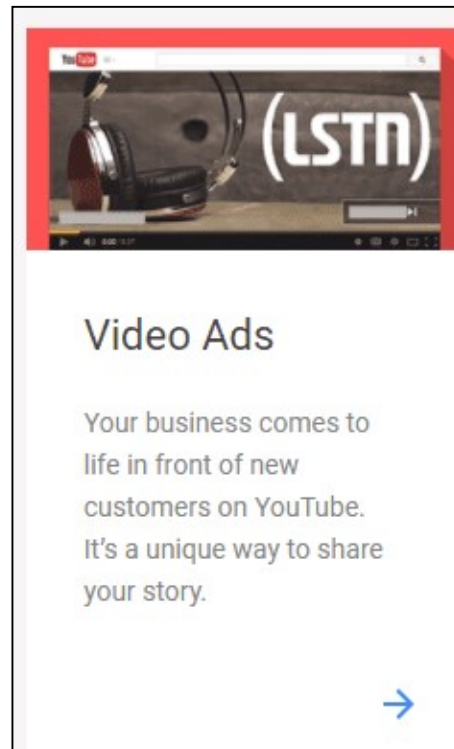 YouTube
(LSTN)
Video Ads
Your business comes to
life in front of new
customers on YouTube.
It's a unique way to share
your story.